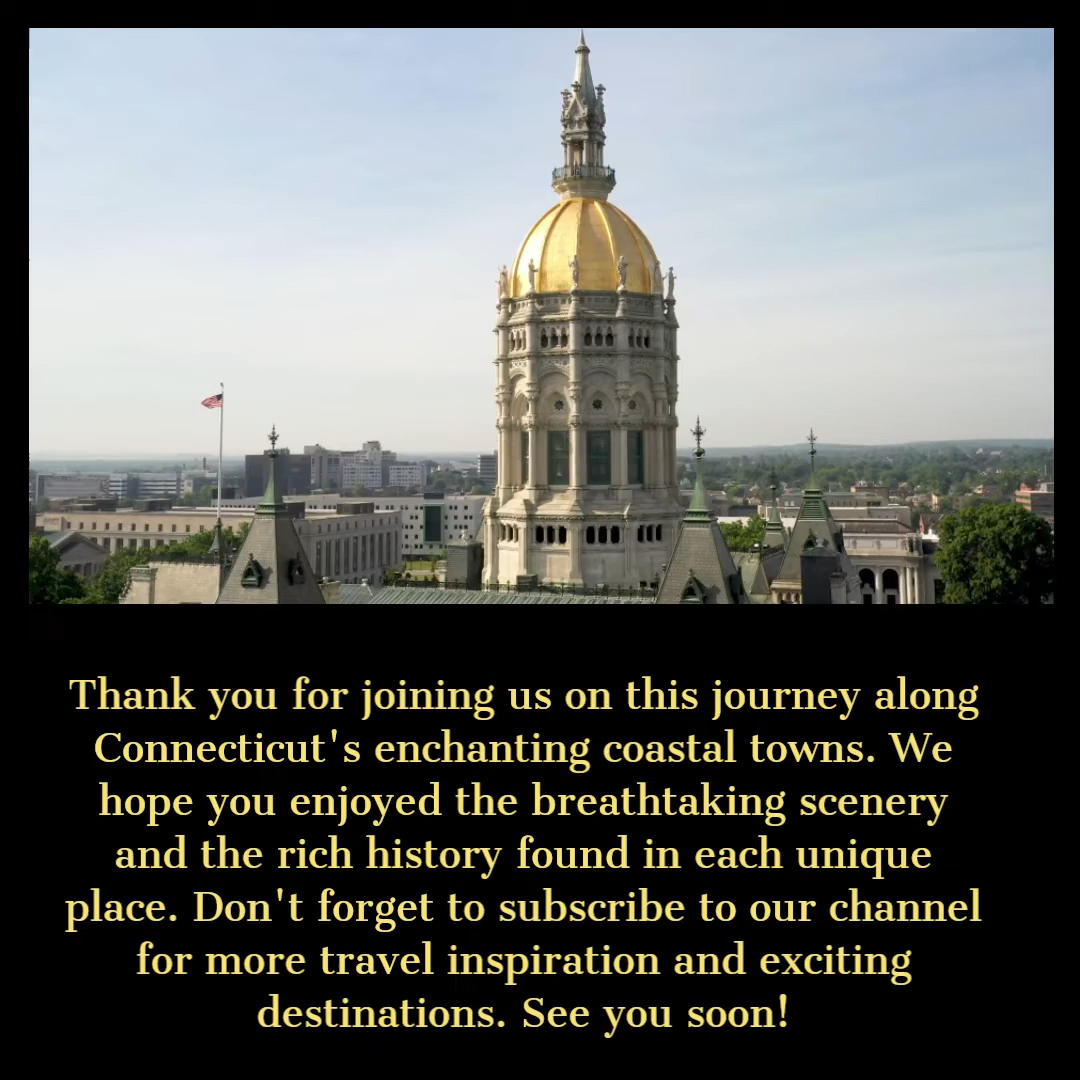 Thank you for joining us on this journey along
Connecticut's enchanting coastal towns. We
hope you enjoyed the breathtaking scenery
and the rich history found in each unique
place. Don't forget to subscribe to our channel
for more travel inspiration and exciting
destinations. See you soon!